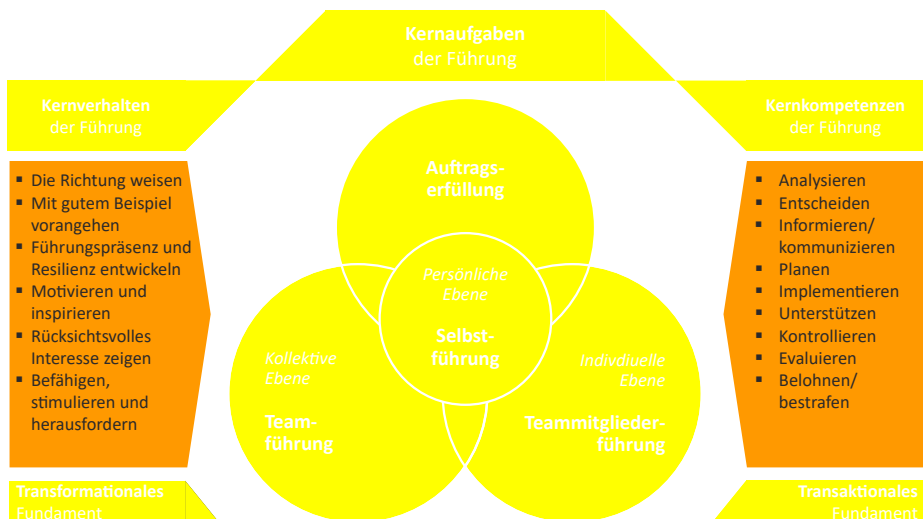 Kernaufgaben
der Führung
Kernverhalten
der Führung
Kernkompetenzen
der Führung
▪ Die Richtung weisen
▪ Mit gutem Beispiel
vorangehen
▪ Führungspräsenz und
Resilienz entwickeln
▪ Motivieren und
inspirieren
▪ Rücksichtsvolles
Interesse zeigen
▪ Befähigen,
stimulieren und
herausfordern
Auftrags-
erfüllung
Persönliche
Ebene
Selbst-
führung
Kollektive
Ebene
Team-
führung
Indivdiuelle
Ebene
Teammitglieder-
führung
▪ Analysieren
▪ Entscheiden
▪ Informieren/
kommunizieren
▪ Planen
▪ Implementieren
▪ Unterstützen
▪ Kontrollieren
▪ Evaluieren
▪ Belohnen/
bestrafen
Transformationales
Fundament
Transaktionales
Fundament